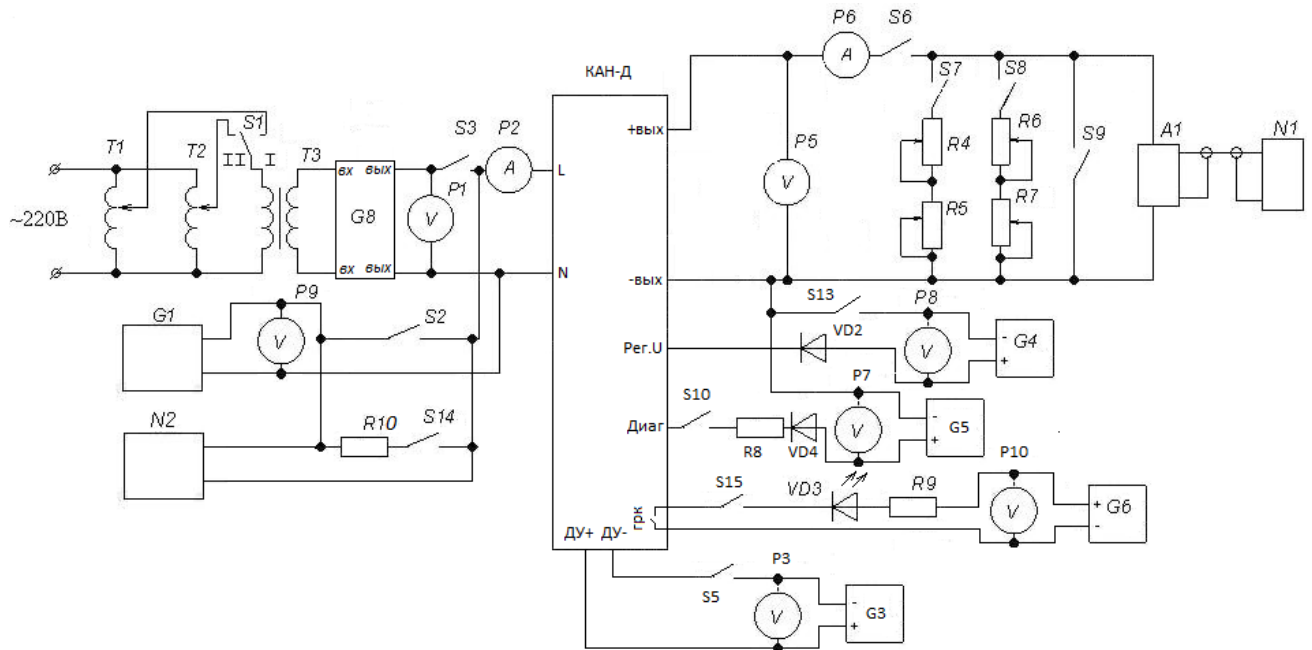 P6
S6
A
КАН-Д
S7
S8
+вых
S1
S3
P2
P5
R4
R6
S9
A1
N1
T1
T2
II
I
T3
вх
вых
P1
A
L
V
~220В
G8
V
R5
R7
вх
вых
N
-вых
P9
S13
P8
G1
V
S2
VD2
V
-
+
G4
Рег.U
P7
S10
N2
R10
S14
Диаг
V
-
+
G5
R8
VD4
P10
S15
VD3
R9
грк
V
+
-
G6
ДУ+
ДУ-
P3
S5
V
-
+
G3